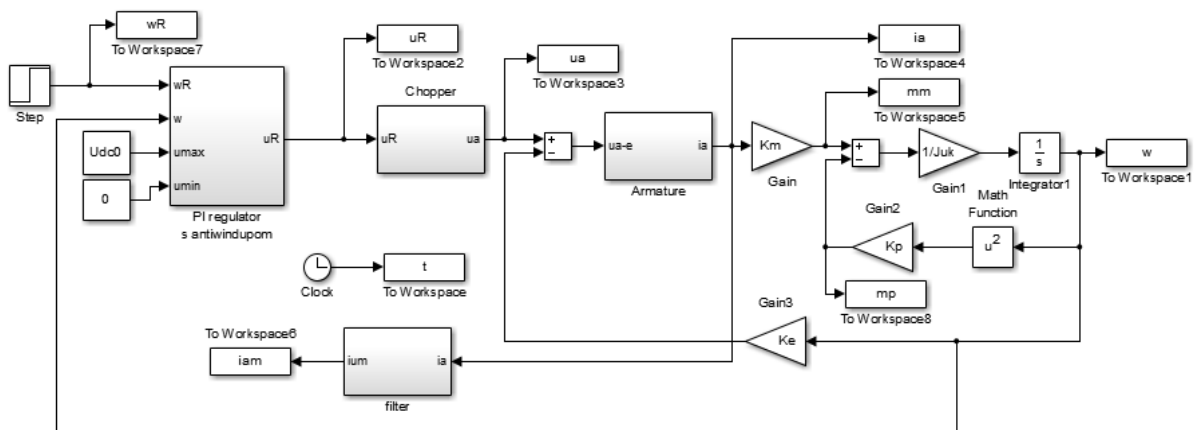 wR
To Workspace7
Step
wR
w
umax
umin
uR
PI regulator
s antiwindupom
Udc0
0
uR
To Workspace2
Chopper
uR
ua
ua
To Workspace3
+
−
ua-e
ia
Armature
ia
To Workspace4
mm
To Workspace5
Km
Gain
+
−
1/Juk
Gain1
1
s
Integrator1
w
To Workspace1
Math
Function
u2
Gain2
Kp
mp
To Workspace8
Clock
t
To Workspace
Gain3
Ke
To Workspace6
iam
ium
ia
filter